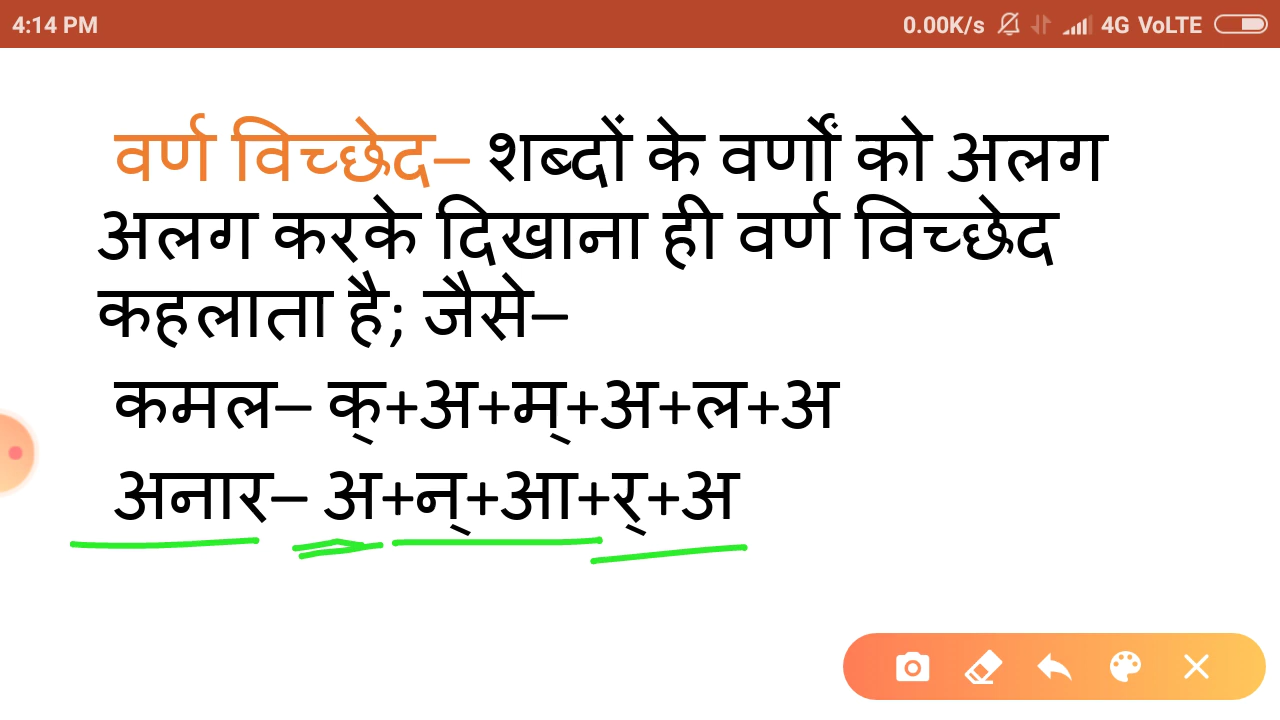 4:14 PM 0.00K/s 4G VoLTE
वर्ण विच्छेद– शब्दों के वर्णों को अलग
अलग करके दिखाना ही वर्ण विच्छेद
कहलाता है; जैसे–
कमल– क्+अ+म्+अ+ल+अ
अनार– अ+न्+आ+र्+अ